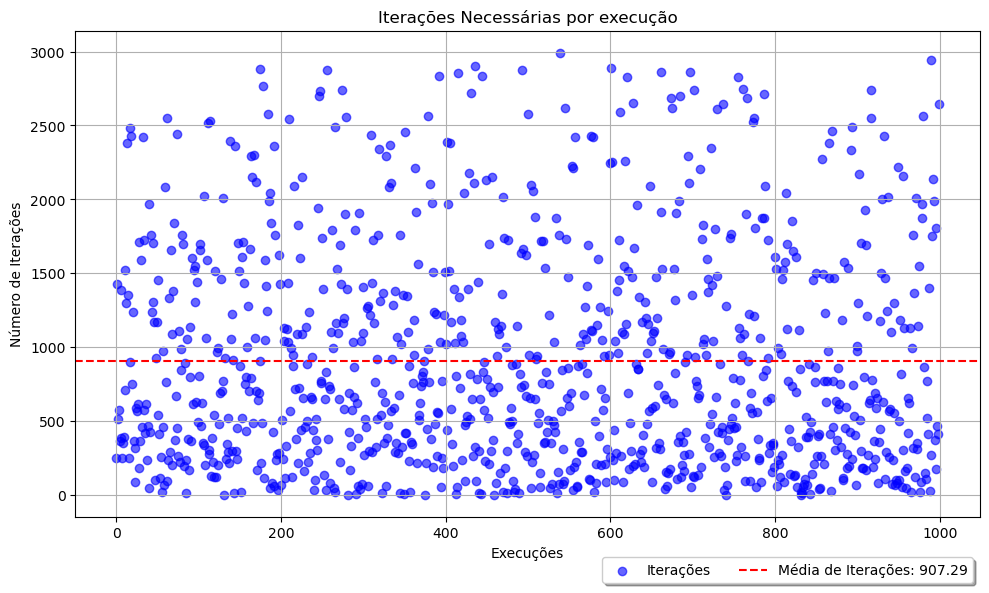 Iterações Necessárias por execução
Número de Iterações
3000
2500
2000
1500
1000
500
0
0 200 400 600 800 1000
Execuções
Iterações
Média de Iterações: 907.29